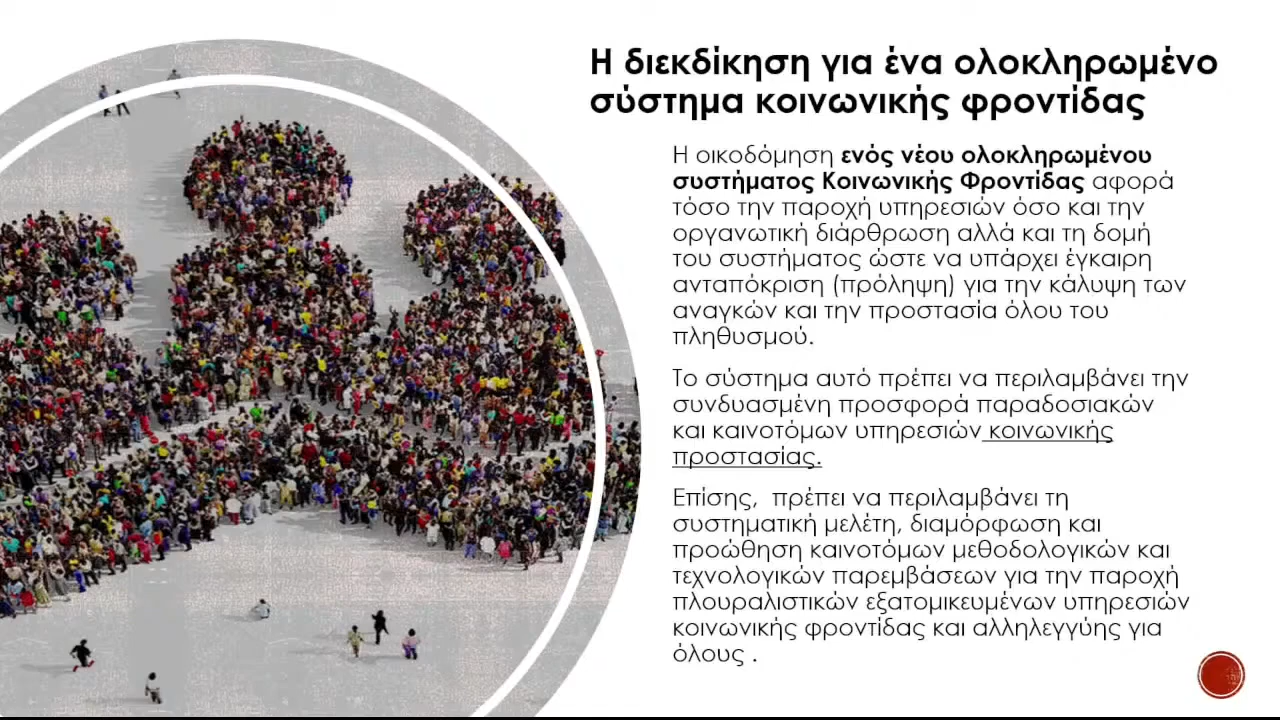 Η διεκδίκηση για ένα ολοκληρωμένο
σύστημα κοινωνικής φροντίδας
Η οικοδόμηση ενός νέου ολοκληρωμένου
συστήματος Κοινωνικής Φροντίδας αφορά
τόσο την παροχή υπηρεσιών όσο και την
οργανωτική διάρθρωση αλλά και τη δομή
του συστήματος ώστε να υπάρχει έγκαιρη
ανταπόκριση (πρόληψη) για την κάλυψη των
αναγκών και την προστασία όλου του
πληθυσμού.
Το σύστημα αυτό πρέπει να περιλαμβάνει την
συνδυασμένη προσφορά παραδοσιακών
και καινοτόμων υπηρεσιών κοινωνικής
προστασίας.
Επίσης,  πρέπει να περιλαμβάνει τη
συστηματική μελέτη, διαμόρφωση και
προώθηση καινοτόμων μεθοδολογικών και
τεχνολογικών παρεμβάσεων για την παροχή
πλουραλιστικών εξατομικευμένων υπηρεσιών
κοινωνικής φροντίδας και αλληλεγγύης για
όλους .